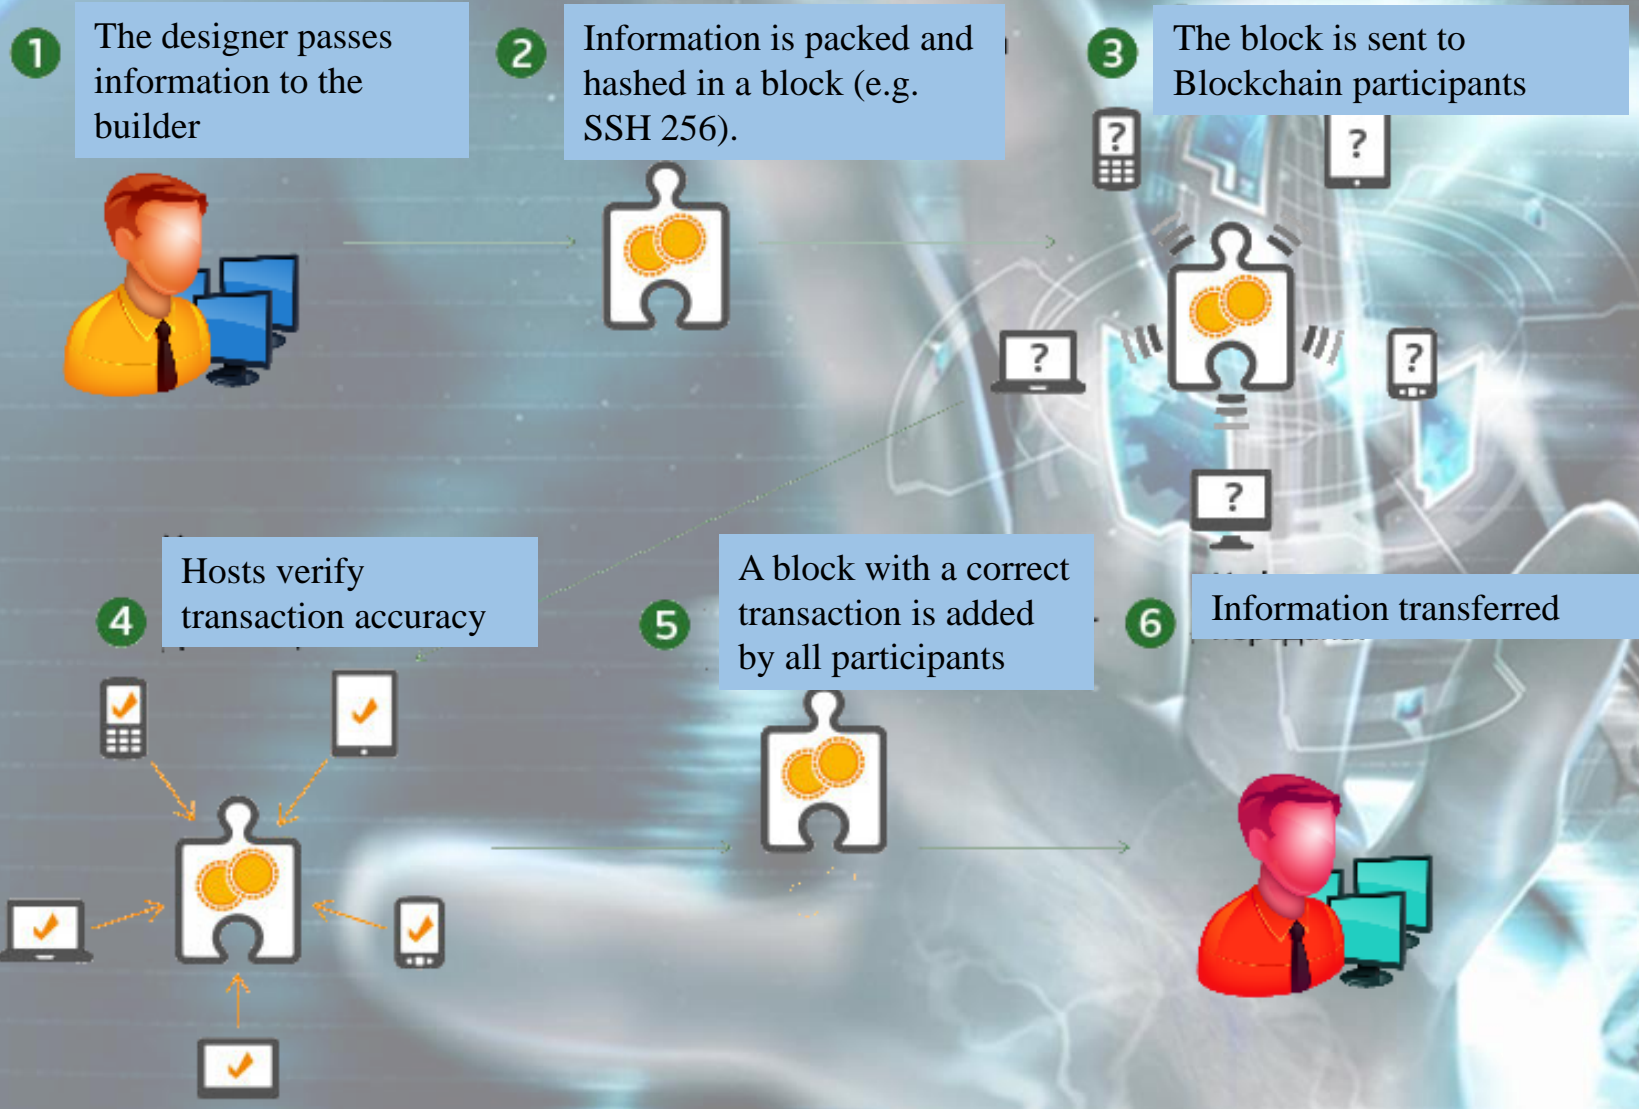 1
The designer passes
information to the
builder
2
Information is packed and
hashed in a block (e.g.
SSH 256).
3
The block is sent to
Blockchain participants
?
?
?
?
?
4
Hosts verify
transaction accuracy
5
A block with a correct
transaction is added
by all participants
6
Information transferred